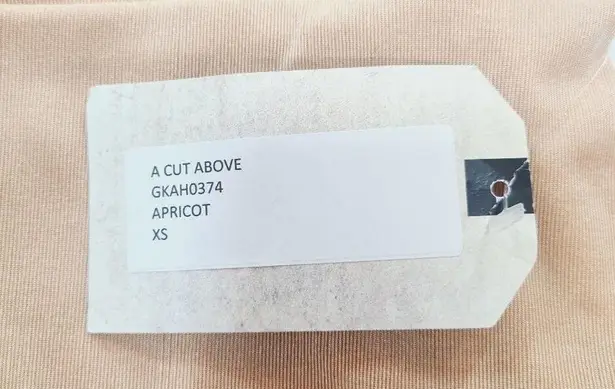 A CUT ABOVE
GKAH0374
APRICOT
XS